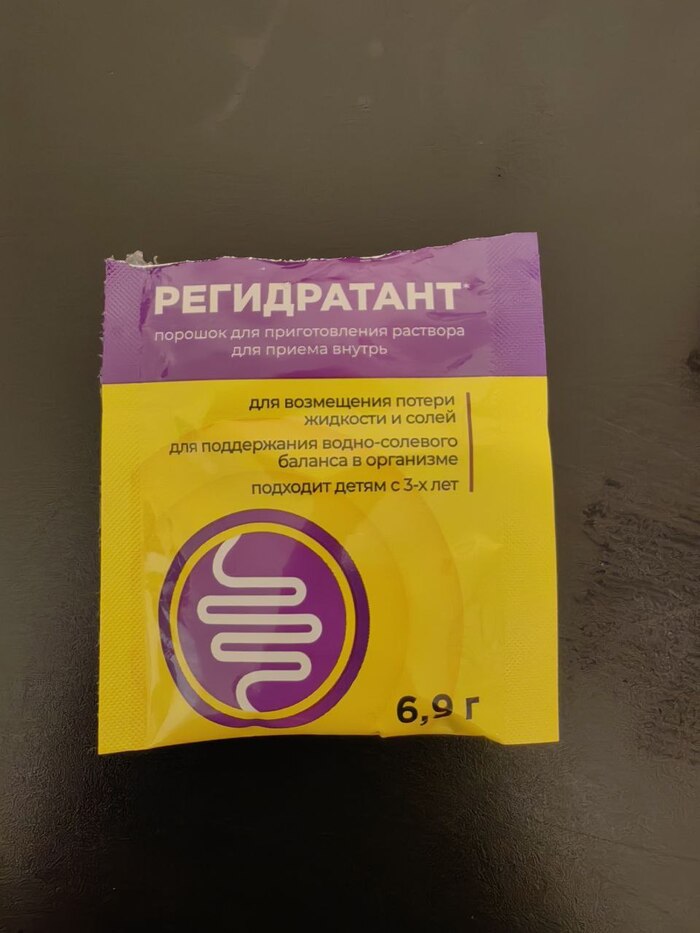 РЕГИДРАТАНТ*
порошок для приготовления раствора
для приема внутрь
для возмещения потери
жидкости и солей
для поддержания водно-солевого
баланса в организме
подходит детям с 3-х лет
6,9 г